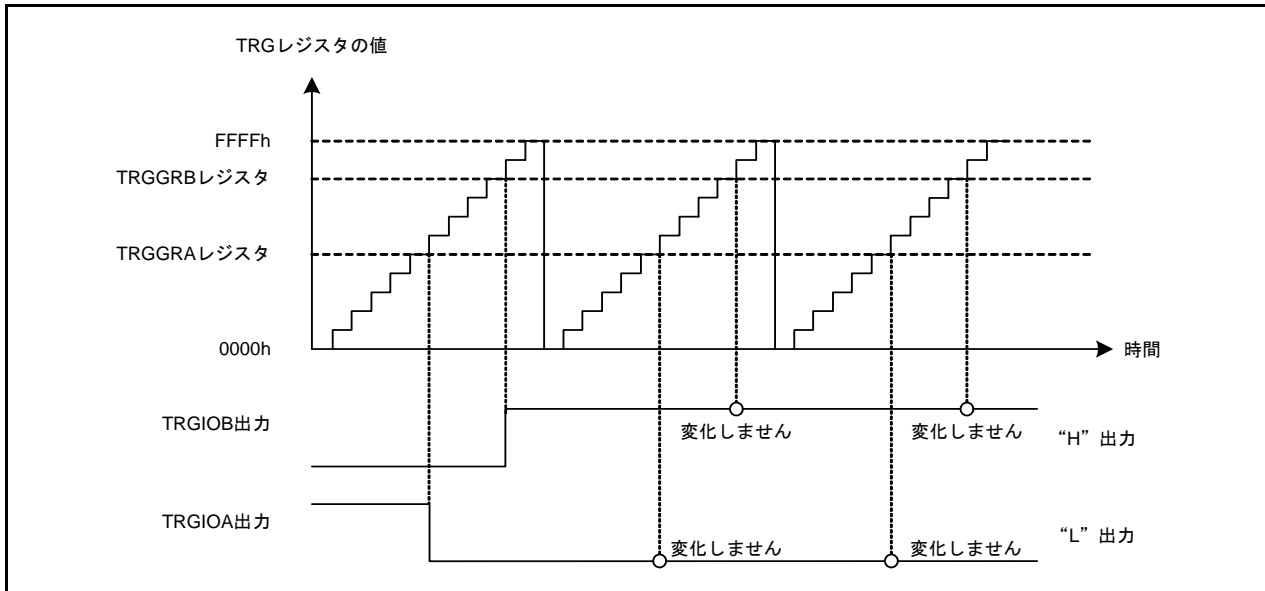 TRGレジスタの値
FFFFh
TRGGRBレジスタ
TRGGRAレジスタ
0000h
時間
TRGIOB出力
変化しません
変化しません
“H”出力
TRGIOA出力
変化しません
変化しません
“L”出力